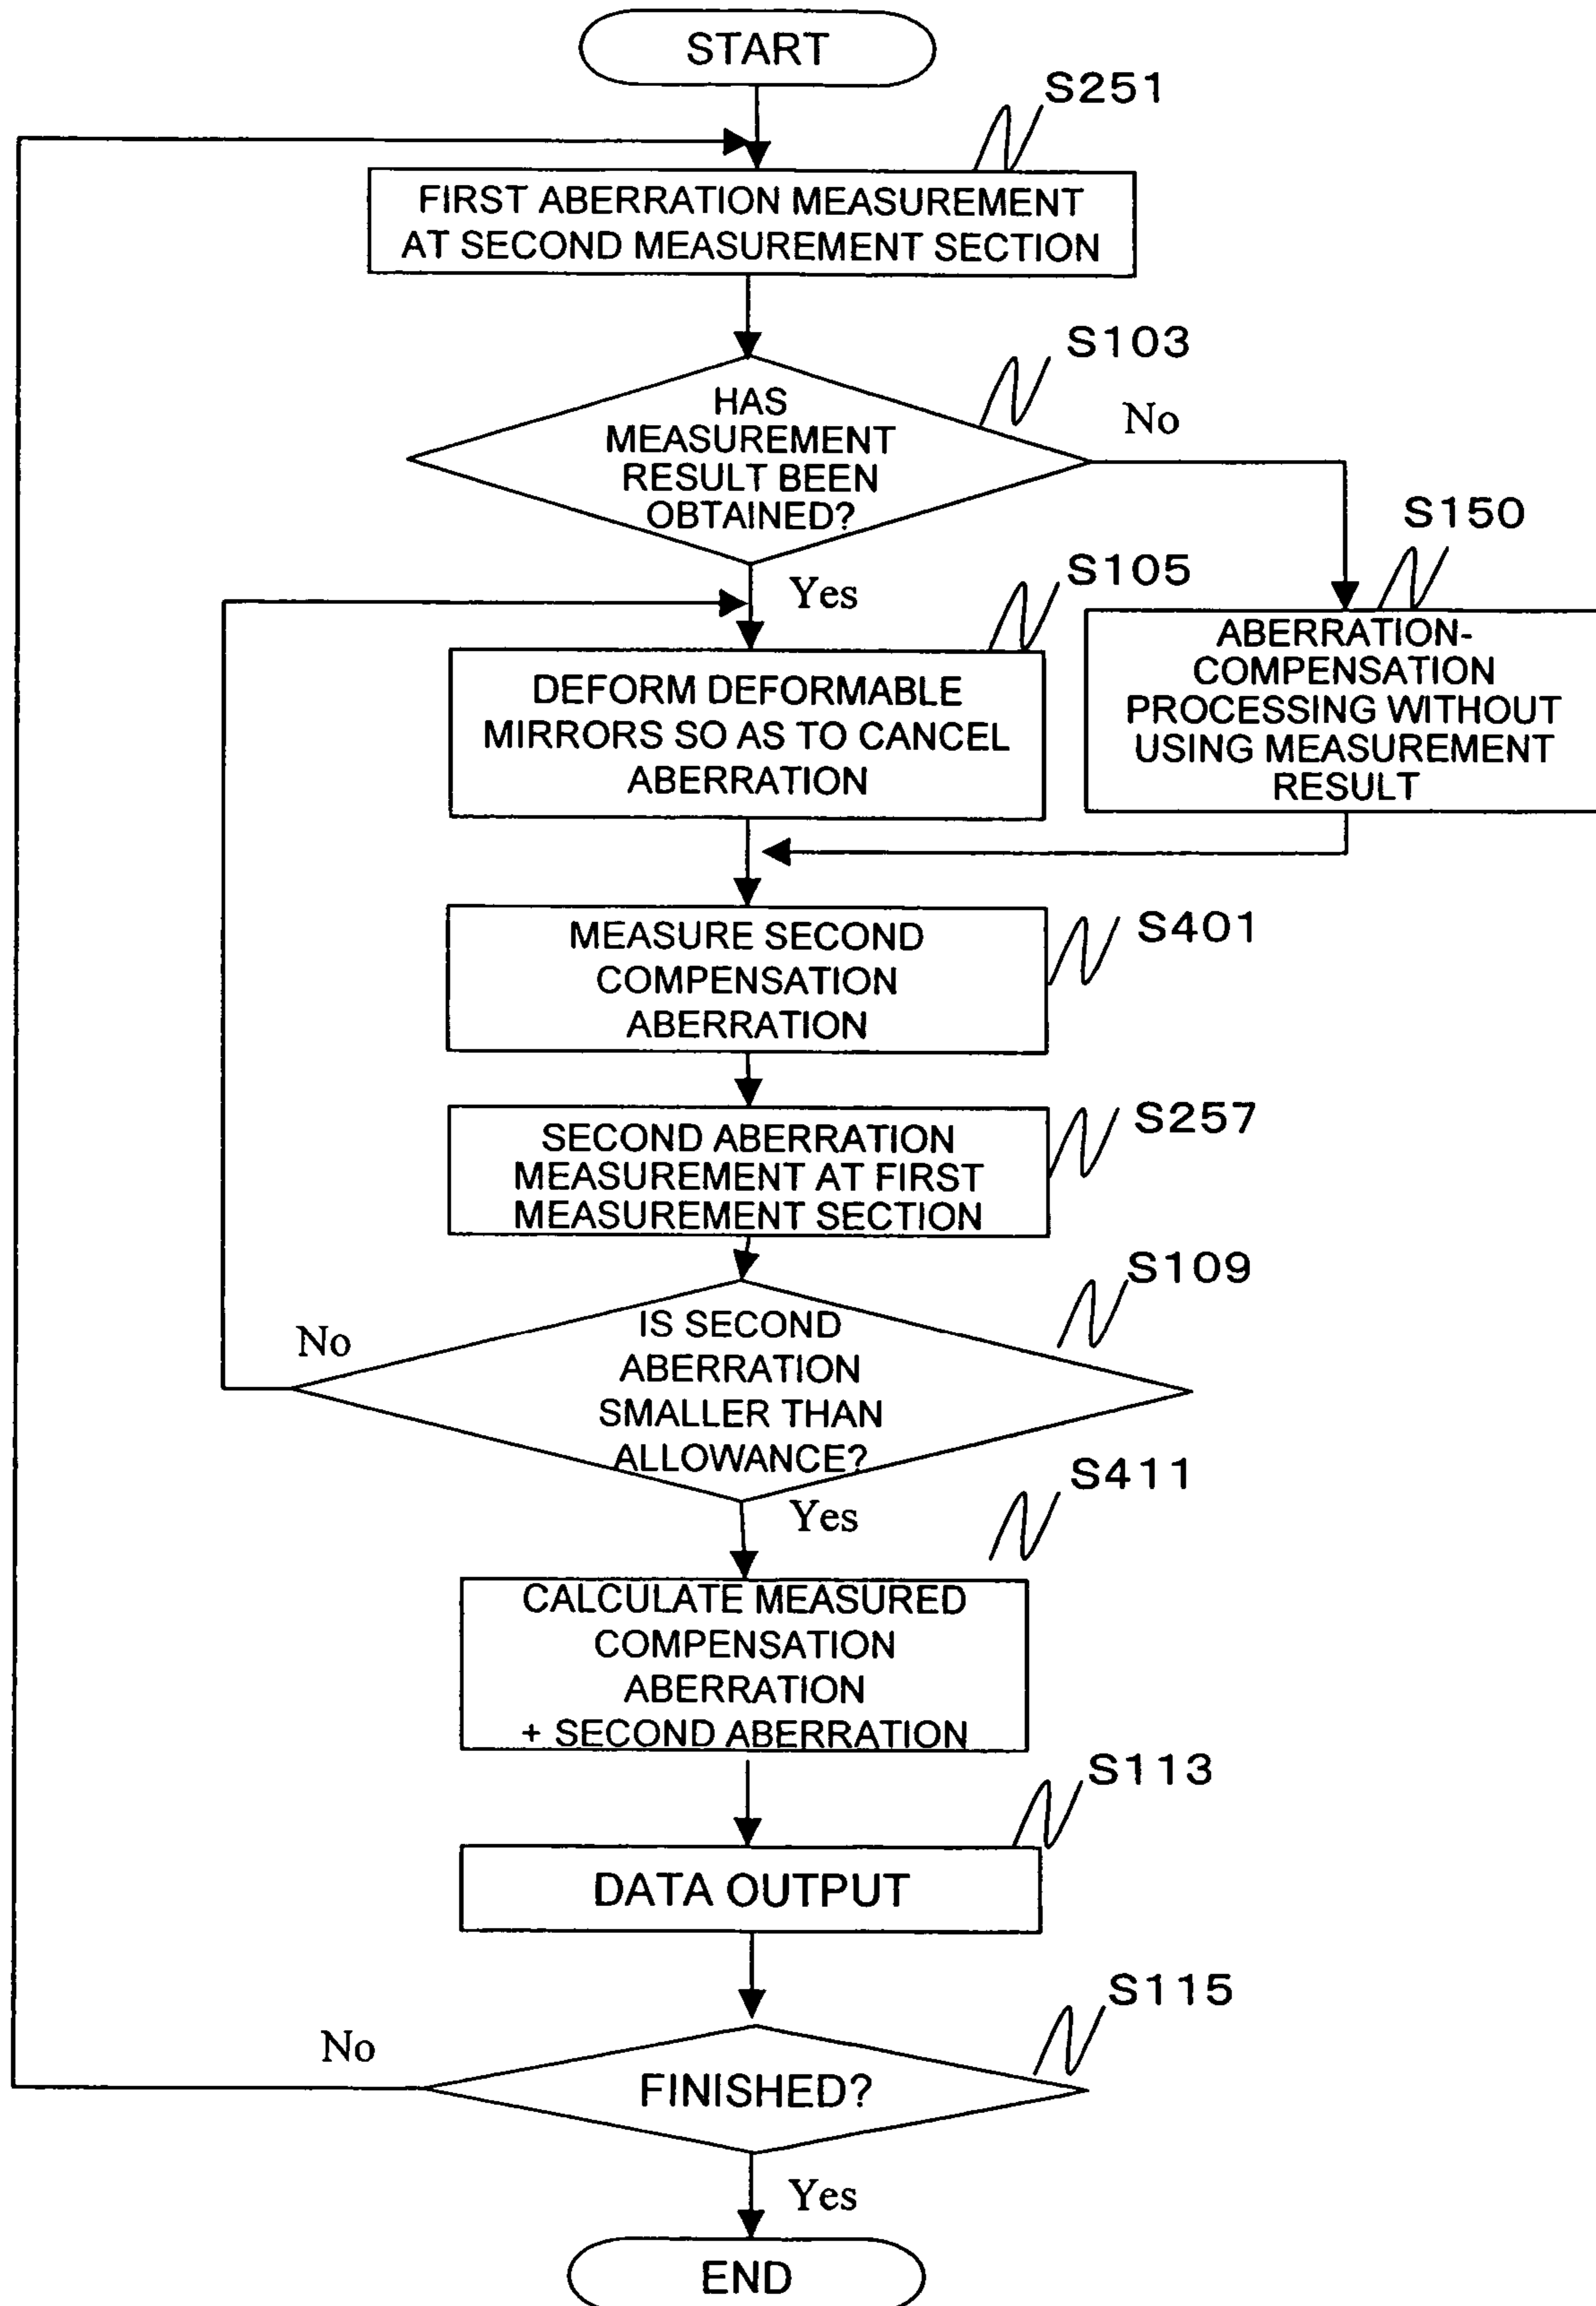 START
S251
FIRST ABERRATION MEASUREMENT
AT SECOND MEASUREMENT SECTION
S103
HAS
MEASUREMENT
RESULT BEEN
OBTAINED?
No
Yes
S150
ABERRATION-
COMPENSATION
PROCESSING WITHOUT
USING MEASUREMENT
RESULT
S105
DEFORM DEFORMABLE
MIRRORS SO AS TO CANCEL
ABERRATION
S401
MEASURE SECOND
COMPENSATION
ABERRATION
S257
SECOND ABERRATION
MEASUREMENT AT FIRST
MEASUREMENT SECTION
S109
No
IS SECOND
ABERRATION
SMALLER THAN
ALLOWANCE?
Yes
S411
CALCULATE MEASURED
COMPENSATION
ABERRATION
+ SECOND ABERRATION
S113
DATA OUTPUT
S115
No
FINISHED?
Yes
END